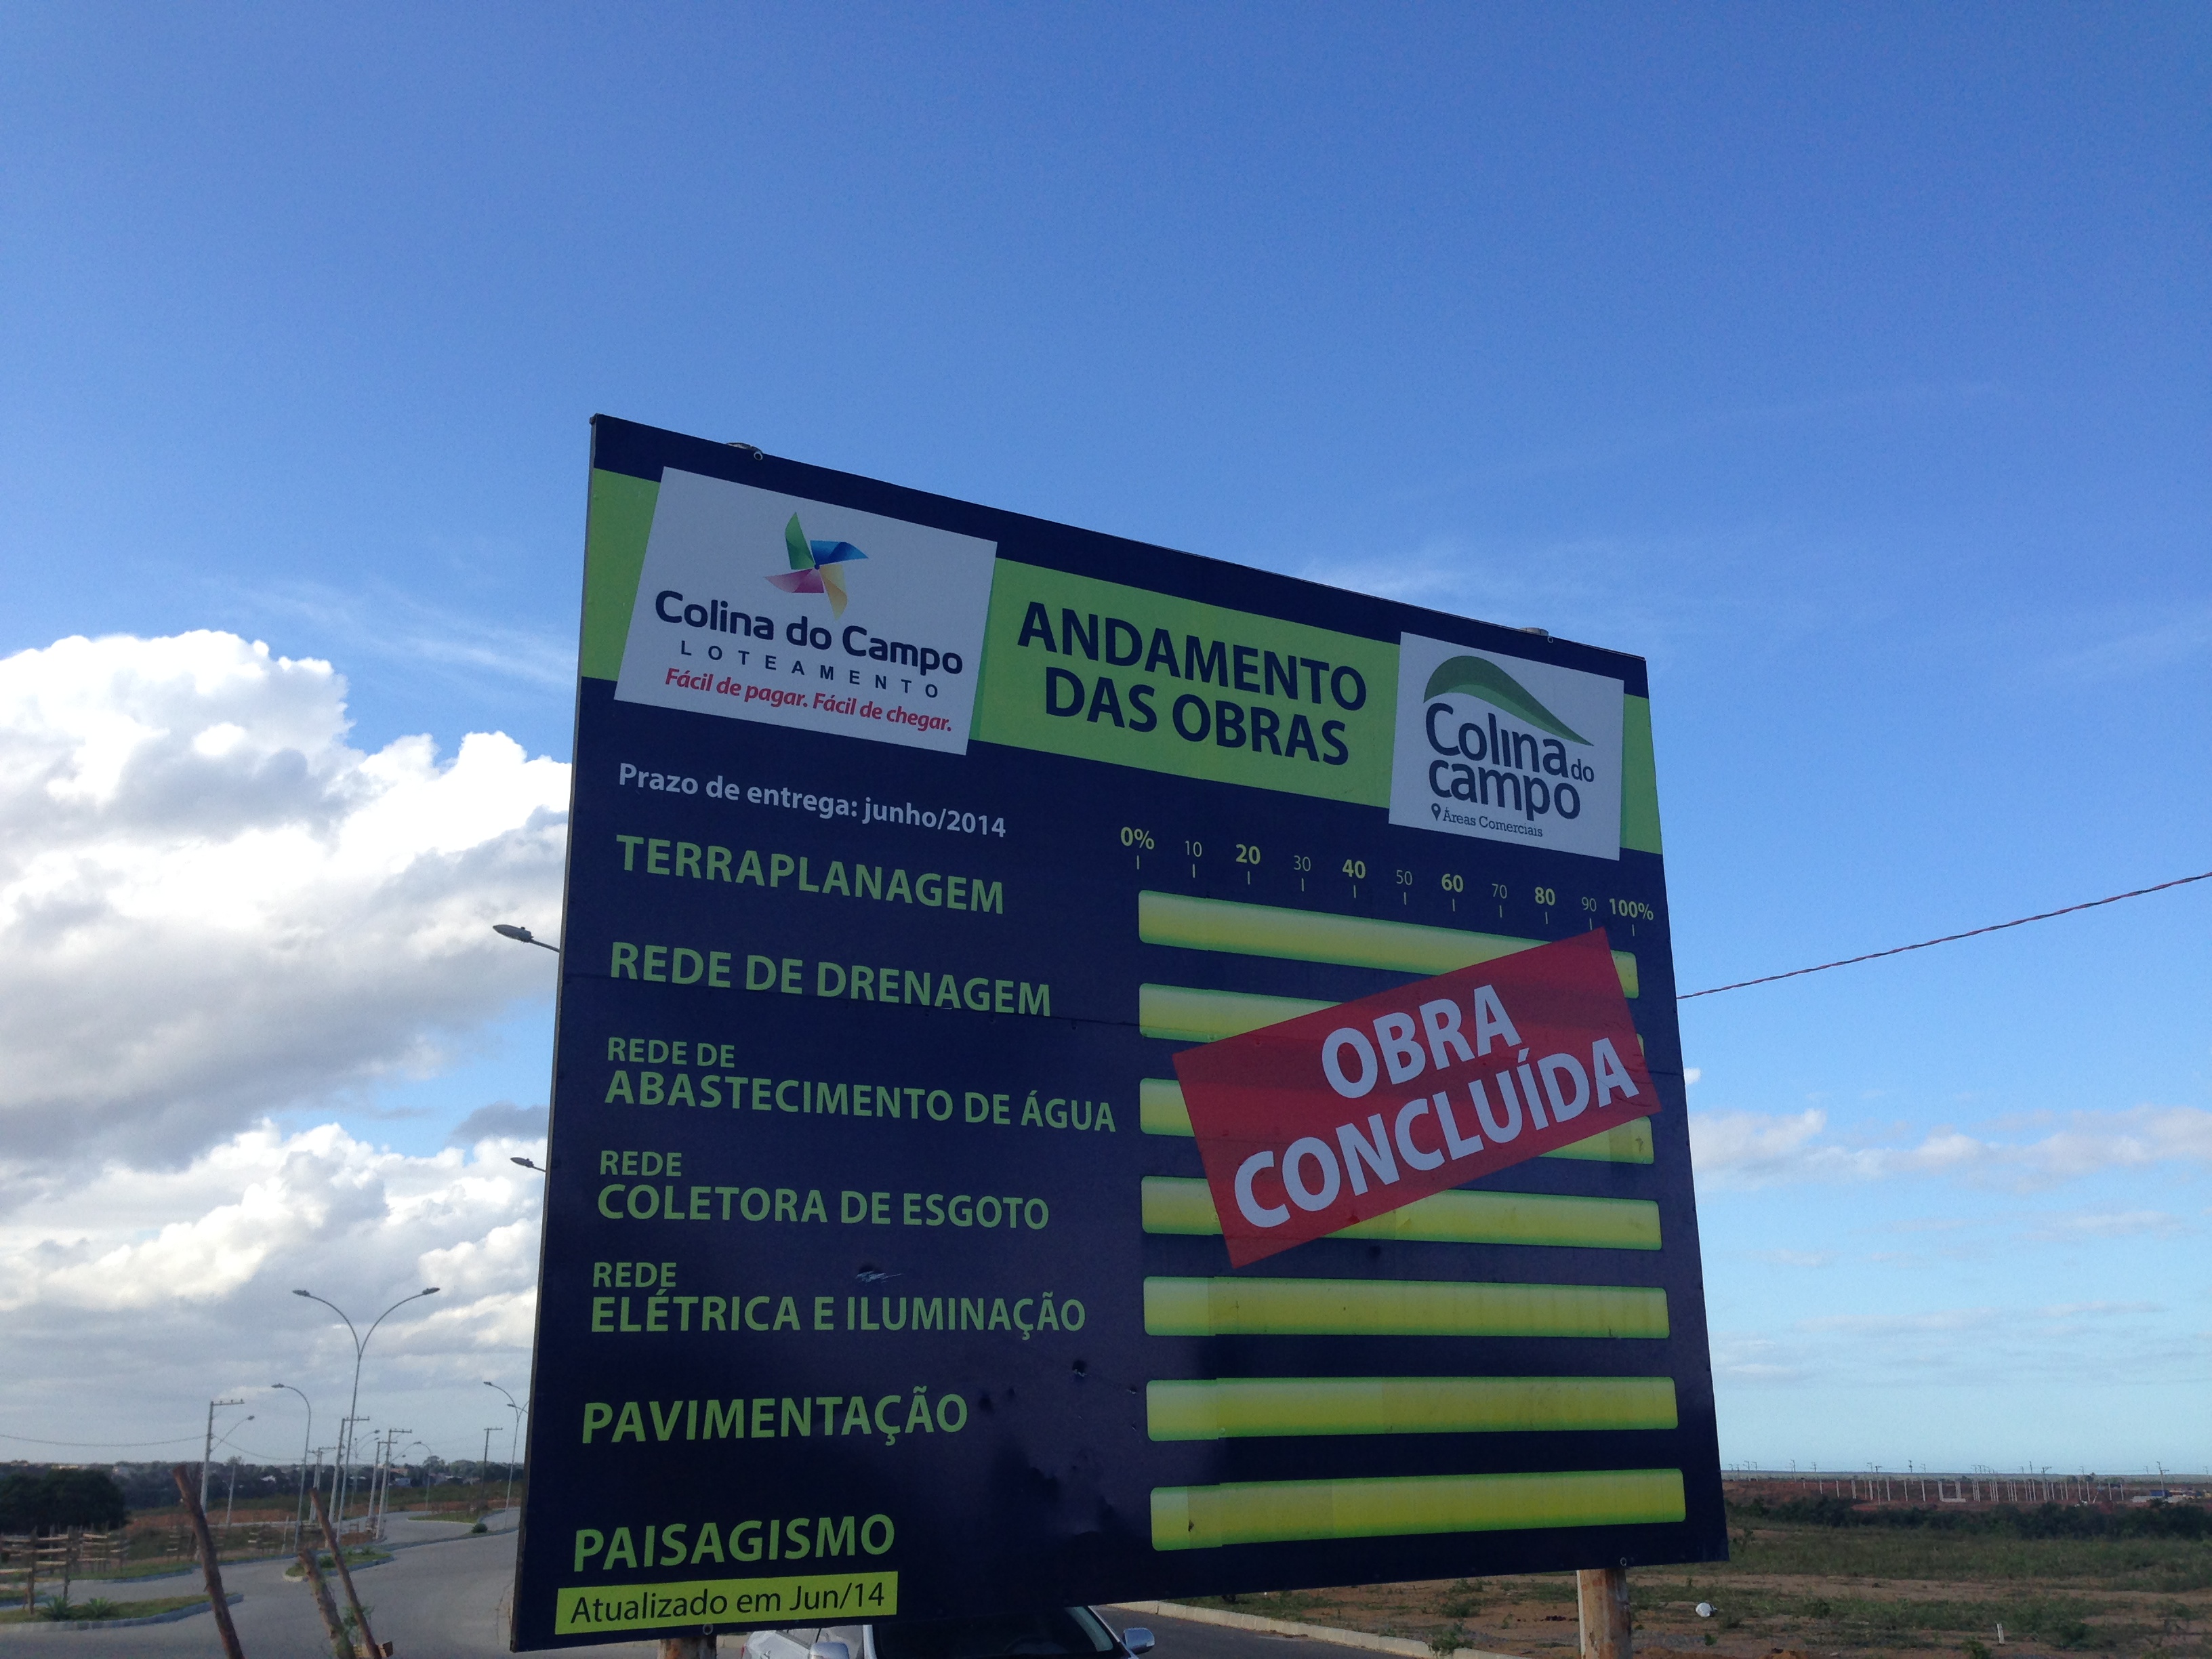 Colina do Campo
LOTEAMENTO
Fácil de pagar. Fácil de chegar.
ANDAMENTO
DAS OBRAS
Colina do
campo
Áreas Comerciais
Prazo de entrega: junho/2014
0% 10 20 30 40 50 60 70 80 90 100%
TERRAPLANAGEM
REDE DE DRENAGEM
REDE DE
ABASTECIMENTO DE ÁGUA
REDE
COLETORA DE ESGOTO
REDE
ELÉTRICA E ILUMINAÇÃO
PAVIMENTAÇÃO
PAISAGISMO
Atualizado em Jun/14
OBRA
CONCLUÍDA